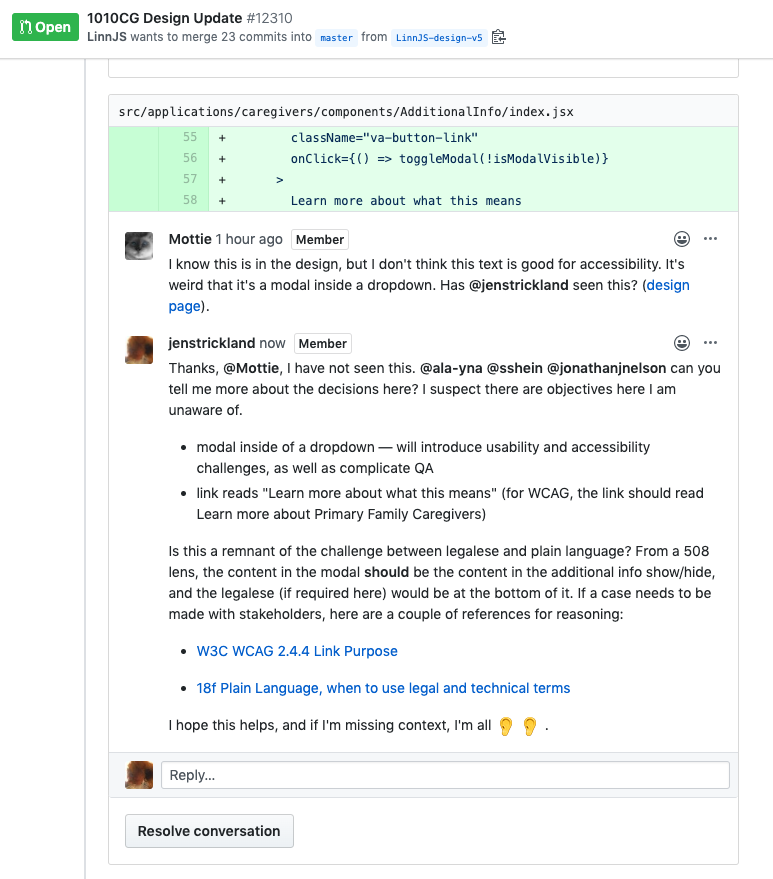 Open
1010CG Design Update #12310
LinnJS wants to merge 23 commits into master from LinnJS-design-v5
src/applications/caregivers/components/AdditionalInfo/index.jsx
55 + className="va-button-link"
56 + onClick={() => toggleModal(!isModalVisible)}
57 + >
58 + Learn more about what this means
Mottie 1 hour ago Member
I know this is in the design, but I don't think this text is good for accessibility. It's
weird that it's a modal inside a dropdown. Has @jenstrickland seen this? (design
page).
jenstrickland now Member
Thanks, @Mottie, I have not seen this. @ala-yna @sshein @jonathanjnelson can you
tell me more about the decisions here? I suspect there are objectives here I am
unaware of.
• modal inside of a dropdown — will introduce usability and accessibility
challenges, as well as complicate QA
• link reads "Learn more about what this means" (for WCAG, the link should read
Learn more about Primary Family Caregivers)
Is this a remnant of the challenge between legalese and plain language? From a 508
lens, the content in the modal should be the content in the additional info show/hide,
and the legalese (if required here) would be at the bottom of it. If a case needs to be
made with stakeholders, here are a couple of references for reasoning:
• W3C WCAG 2.4.4 Link Purpose
• 18f Plain Language, when to use legal and technical terms
I hope this helps, and if I'm missing context, I'm all 👂 👂 .
Reply...
Resolve conversation